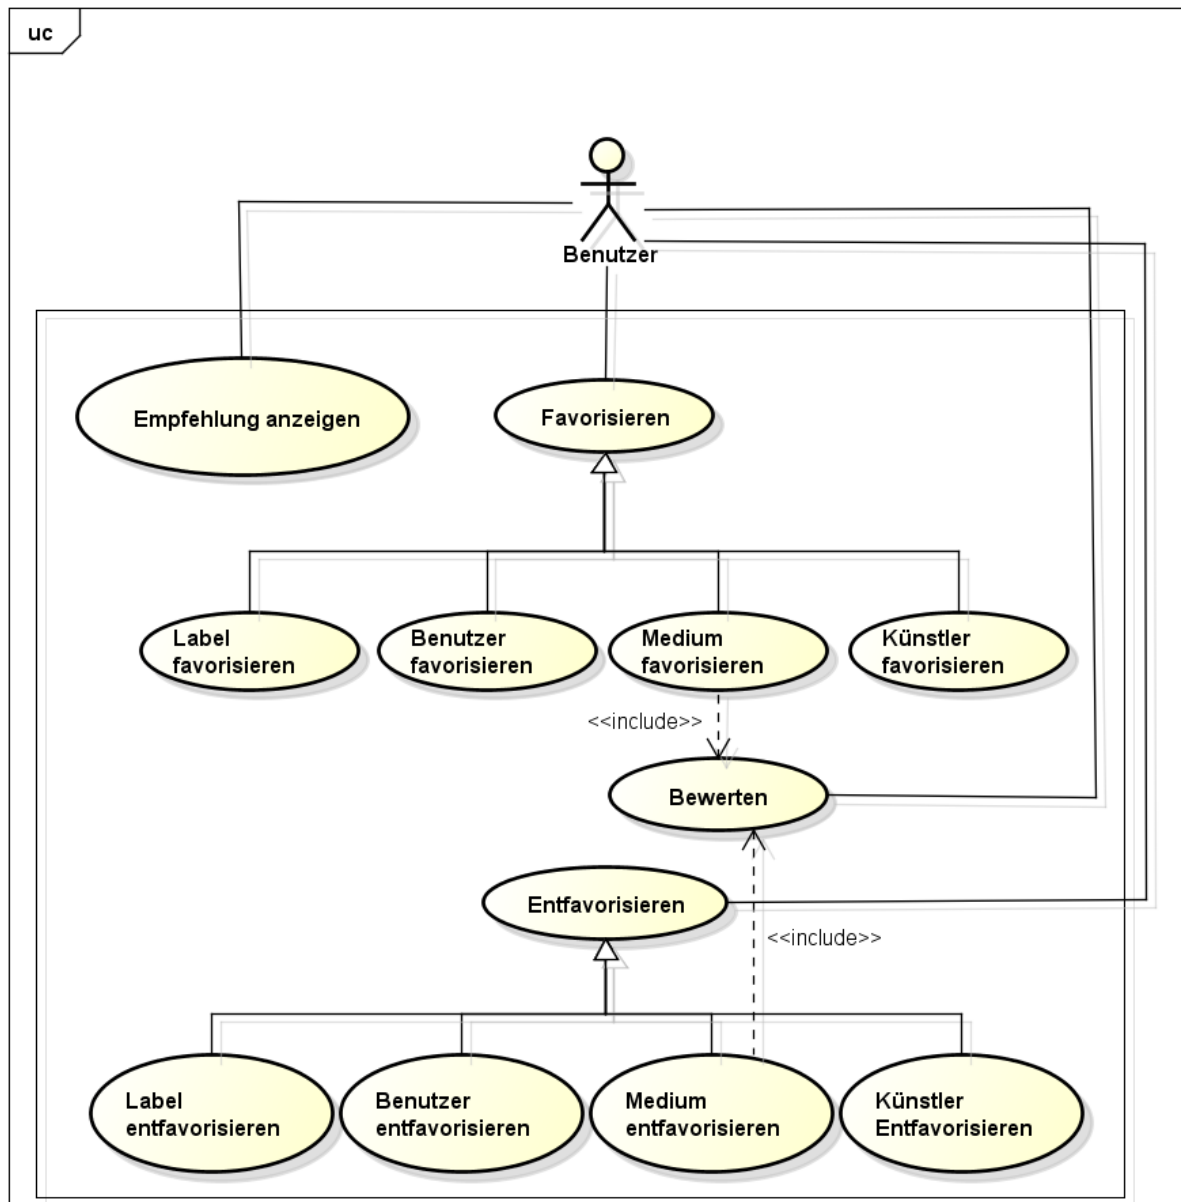 uc
Benutzer
Empfehlung anzeigen
Favorisieren
Label
favorisieren
Benutzer
favorisieren
Medium
favorisieren
Künstler
favorisieren
<<include>>
Bewerten
Entfavorisieren
<<include>>
Label
entfavorisieren
Benutzer
entfavorisieren
Medium
entfavorisieren
Künstler
Entfavorisieren